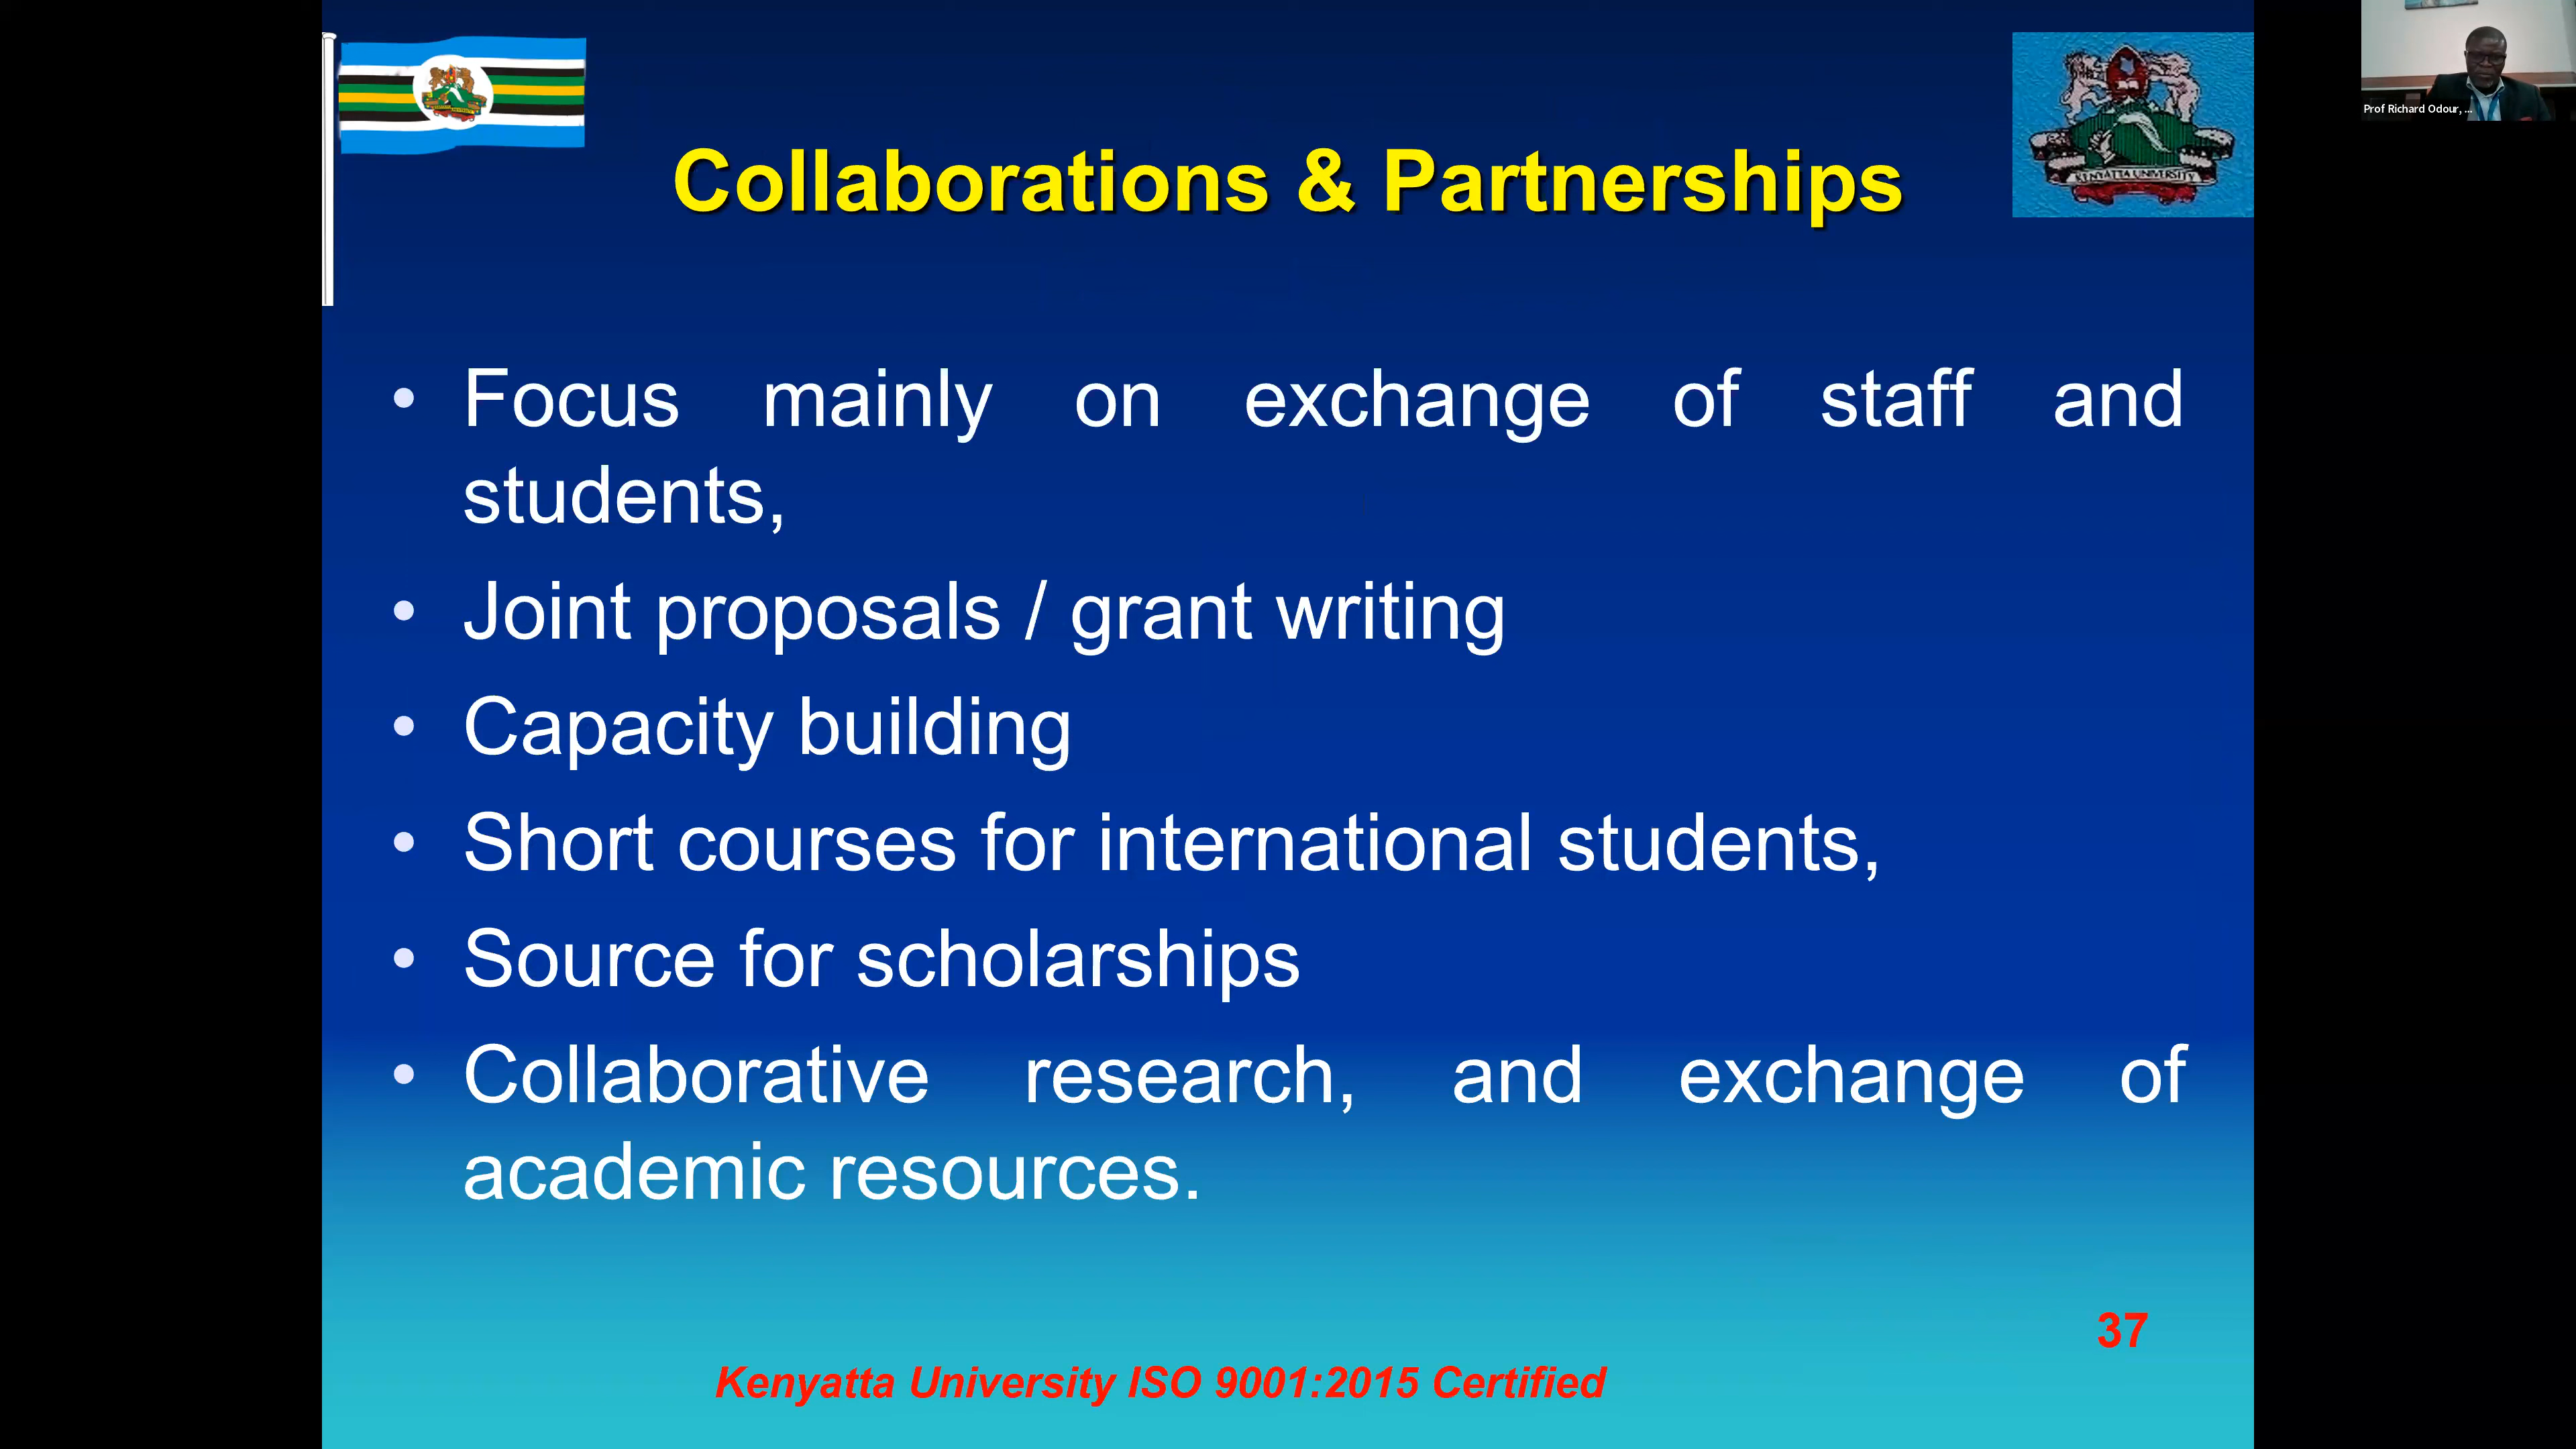 Collaborations & Partnerships
KENYATTA UNIVERSITY
Prof Richard Odour, ...
• Focus mainly on exchange of staff and
students,
• Joint proposals / grant writing
• Capacity building
• Short courses for international students,
• Source for scholarships
• Collaborative research, and exchange of
academic resources.
37
Kenyatta University ISO 9001:2015 Certified